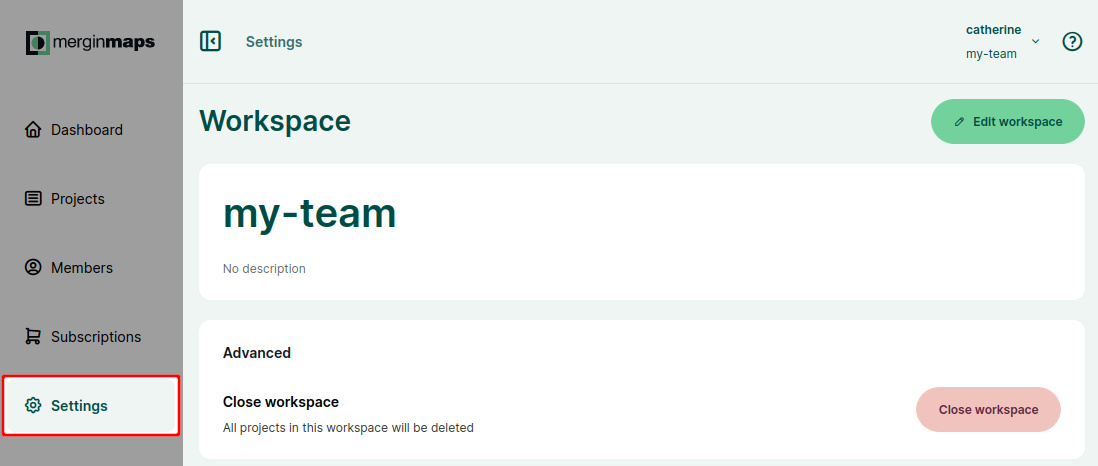 merginmaps
Settings
catherine
my-team
Dashboard
Projects
Members
Subscriptions
Settings
Workspace
Edit workspace
my-team
No description
Advanced
Close workspace
All projects in this workspace will be deleted
Close workspace